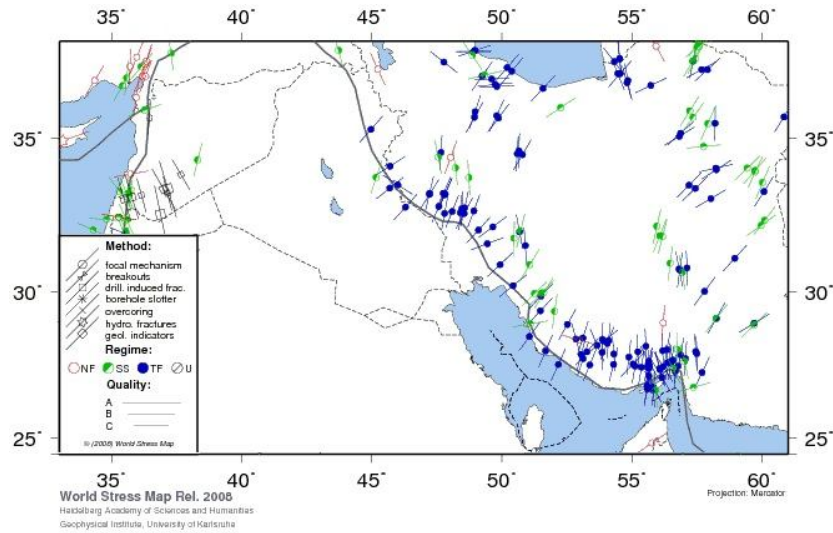 35° 40° 45° 50° 55° 60°
35° 35°
30° 30°
25° 25°
Method:
focal mechanism
breakouts
drill. induced frac.
borehole slotter
overcoring
hydro. fractures
geol. indicators
Regime:
NF SS TF U
Quality:
A
B
C
© (2008) World Stress Map
35° 40° 45° 50° 55° 60°
World Stress Map Rel. 2008
Projection: Mercator
Heidelberg Academy of Sciences and Humanities
Geophysical Institute, University of Karlsruhe